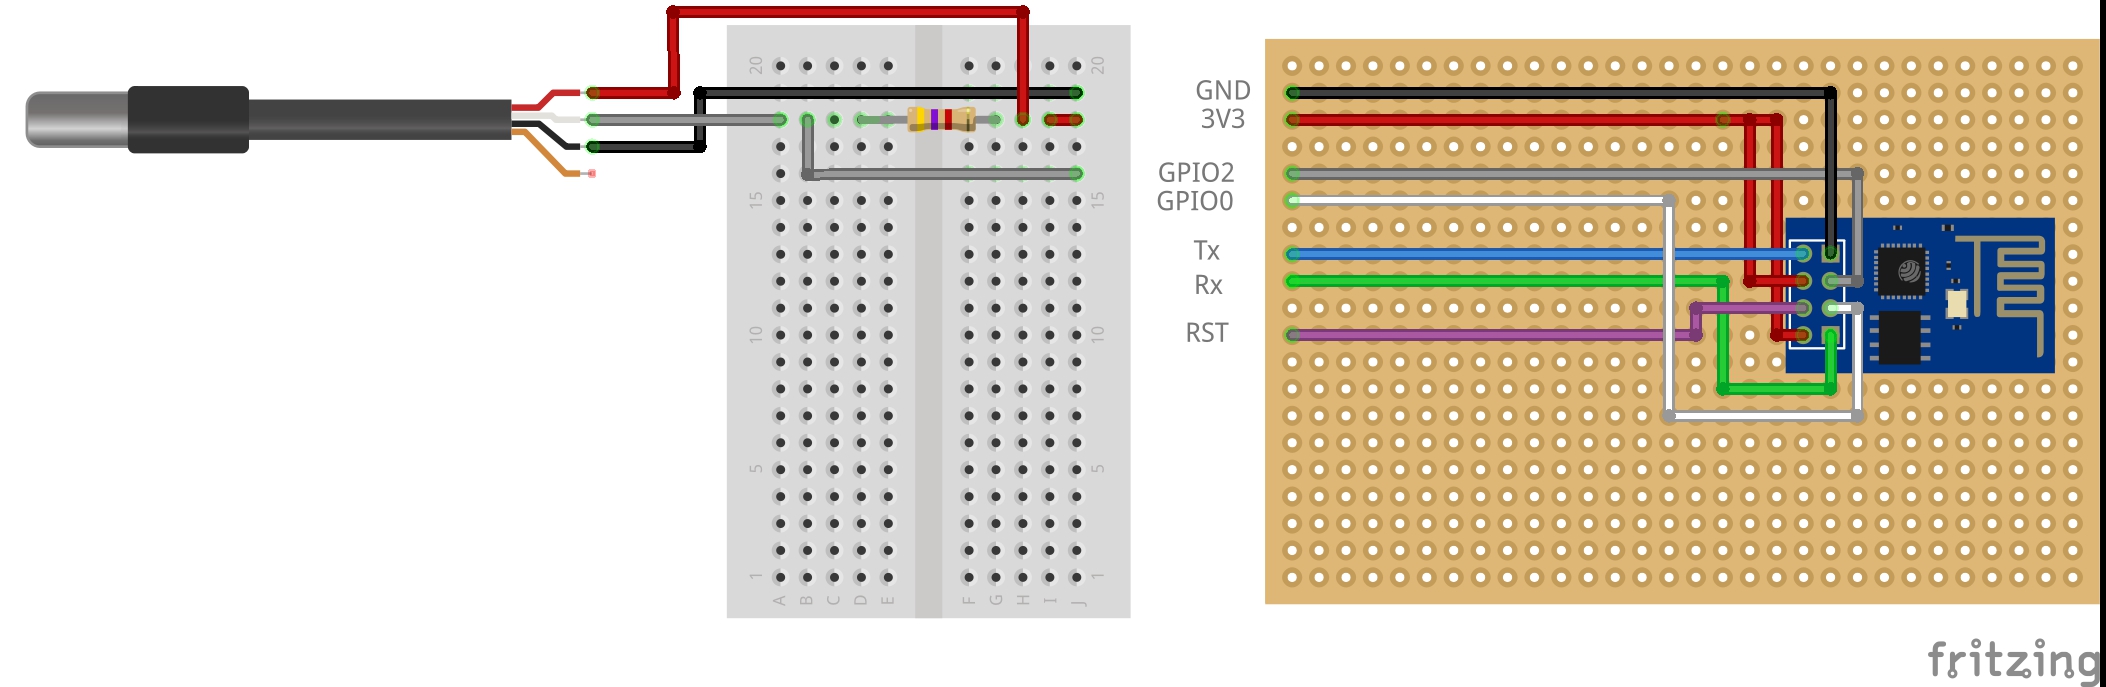 20 20
15 15
10 10
5 5
1 1
A B C D E F G H I J
GND
3V3
GPIO2
GPIO0
Tx
Rx
RST
fritzing